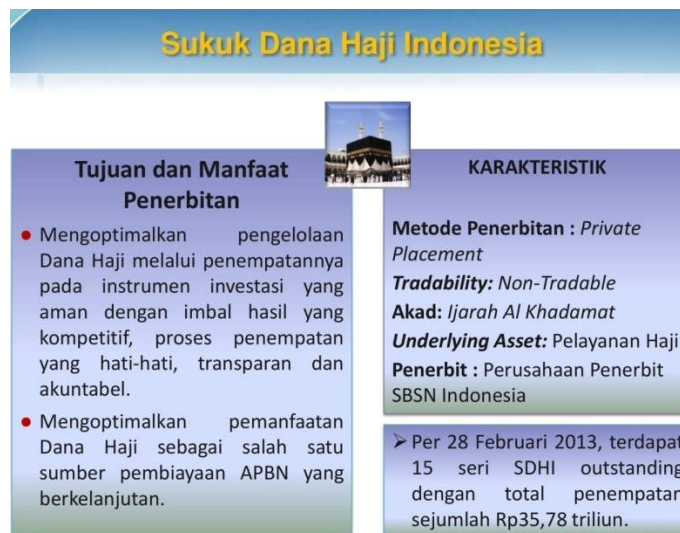 Sukuk Dana Haji Indonesia
Tujuan dan Manfaat
Penerbitan
● Mengoptimalkan pengelolaan
Dana Haji melalui penempatannya
pada instrumen investasi yang
aman dengan imbal hasil yang
kompetitif, proses penempatan
yang hati-hati, transparan dan
akuntabel.
● Mengoptimalkan pemanfaatan
Dana Haji sebagai salah satu
sumber pembiayaan APBN yang
berkelanjutan.
KARAKTERISTIK
Metode Penerbitan : Private
Placement
Tradability: Non-Tradable
Akad: Ijarah Al Khadamat
Underlying Asset: Pelayanan Haji
Penerbit : Perusahaan Penerbit
SBSN Indonesia
➢ Per 28 Februari 2013, terdapat
15 seri SDHI outstanding
dengan total penempatan
sejumlah Rp35,78 triliun.